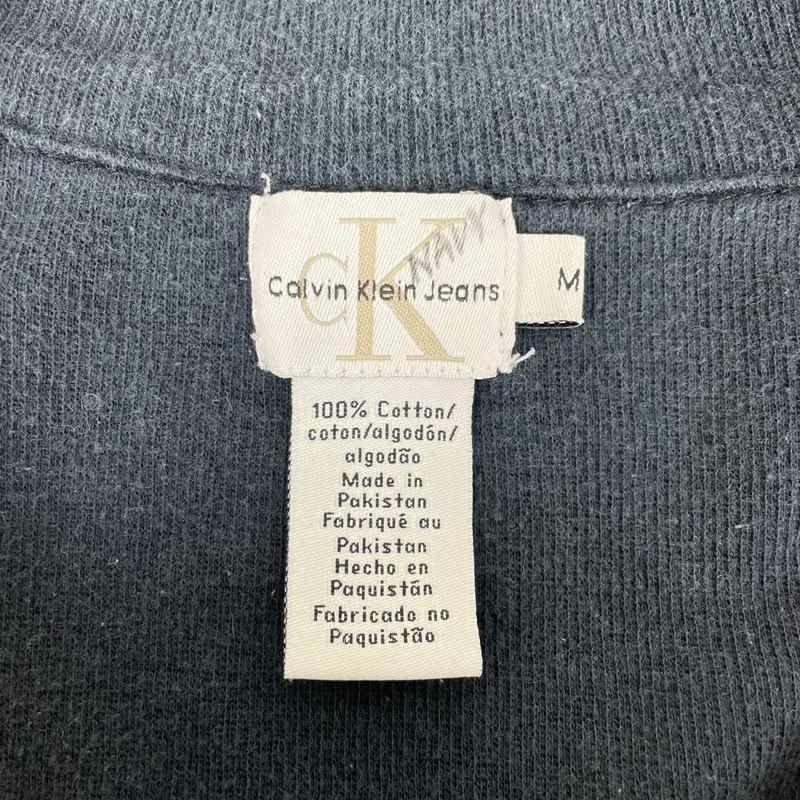 CK
NAVY
Calvin Klein Jeans
M
100% Cotton/
coton/algodón/
algodão
Made in
Pakistan
Fabriqué au
Pakistan
Hecho en
Paquistán
Fabricado no
Paquistão